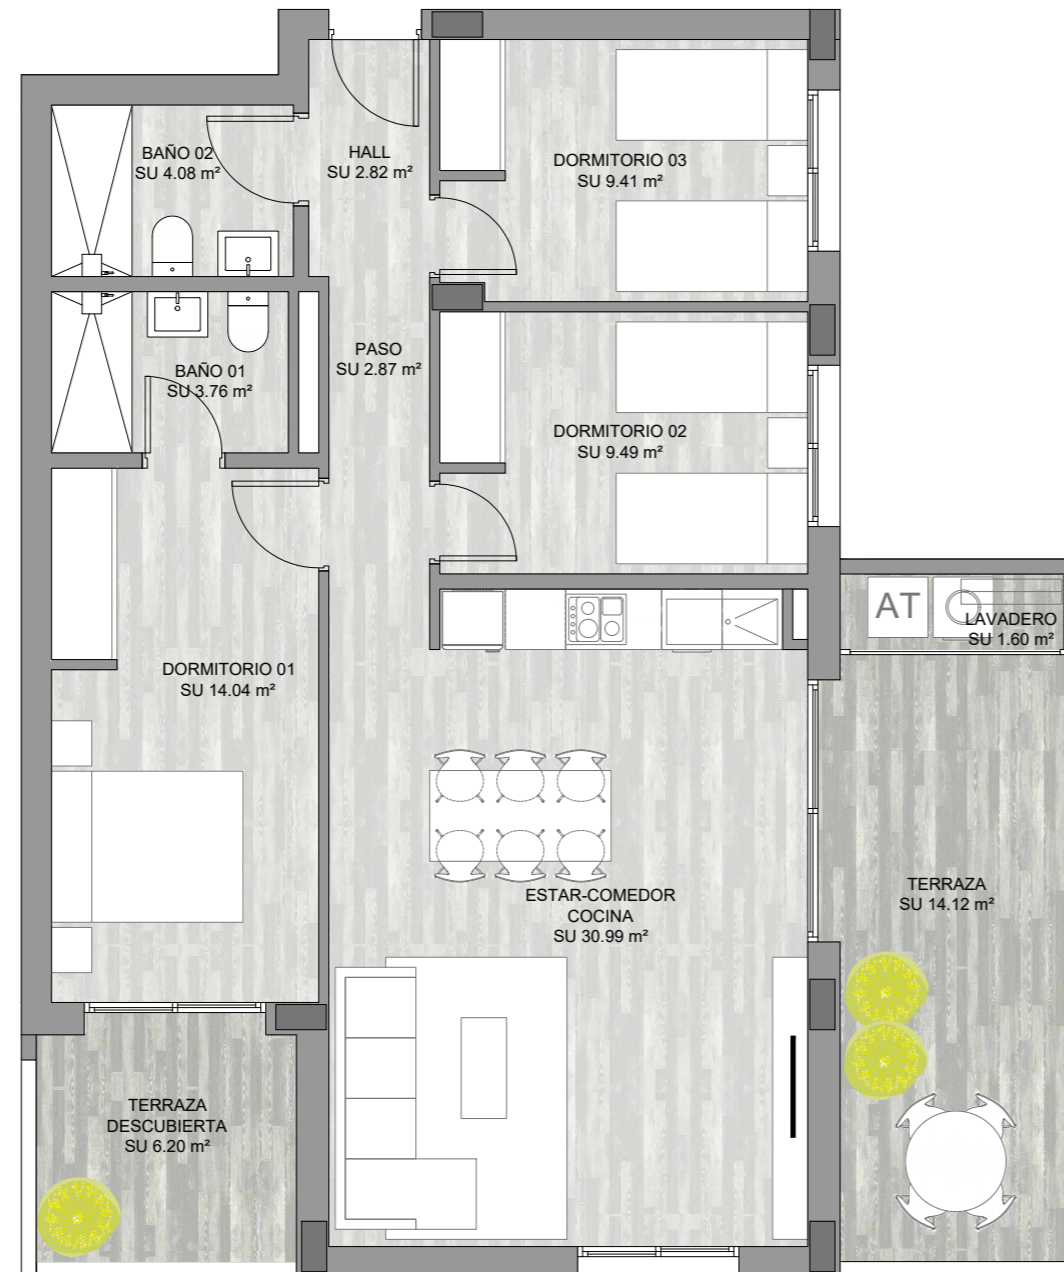 BAÑO 02
SU 4.08 m²
HALL
SU 2.82 m²
DORMITORIO 03
SU 9.41 m²
PASO
SU 2.87 m²
BAÑO 01
SU 3.76 m²
DORMITORIO 02
SU 9.49 m²
AT
LAVADERO
SU 1.60 m²
DORMITORIO 01
SU 14.04 m²
ESTAR-COMEDOR
COCINA
SU 30.99 m²
TERRAZA
SU 14.12 m²
TERRAZA
DESCUBIERTA
SU 6.20 m²